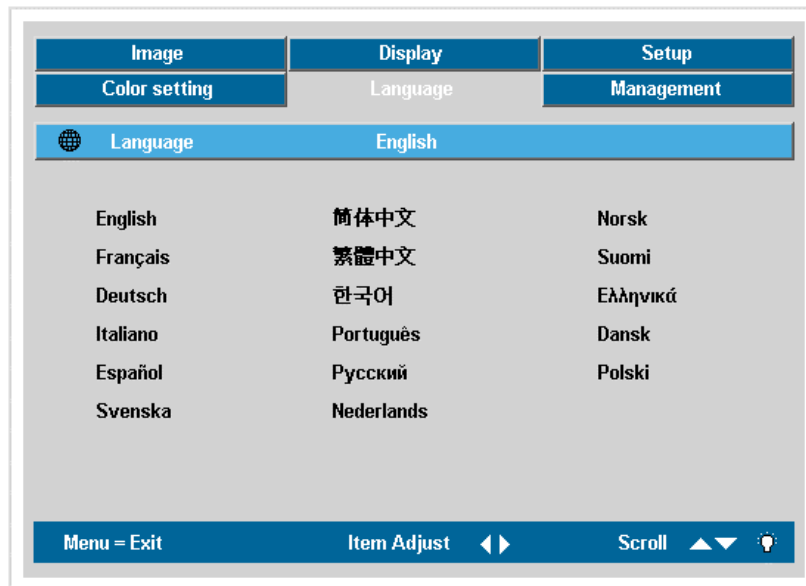 Image Display Setup
Color setting Language Management
Language English
English 简体中文 Norsk
Français 繁體中文 Suomi
Deutsch 한국어 Ελληνικά
Italiano Português Dansk
Español Русский Polski
Svenska Nederlands
Menu = Exit Item Adjust Scroll